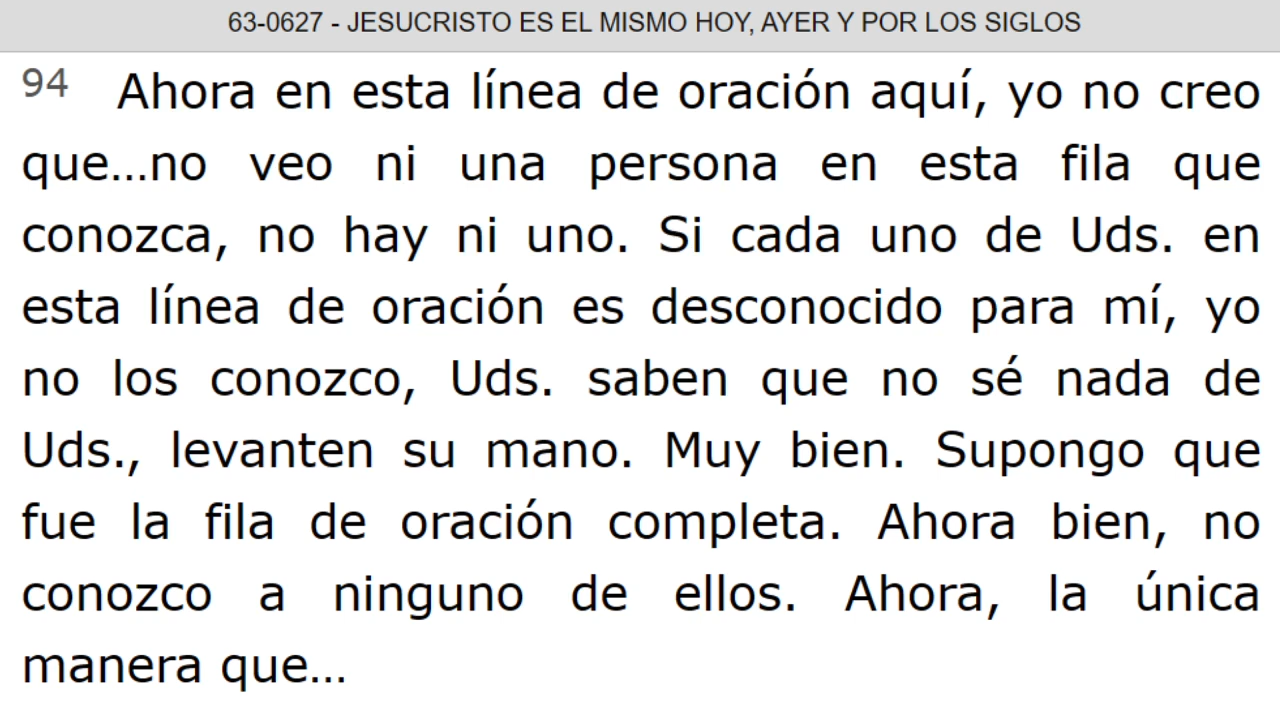 63-0627 - JESUCRISTO ES EL MISMO HOY, AYER Y POR LOS SIGLOS
94 Ahora en esta línea de oración aquí, yo no creo
que...no veo ni una persona en esta fila que
conozca, no hay ni uno. Si cada uno de Uds. en
esta línea de oración es desconocido para mí, yo
no los conozco, Uds. saben que no sé nada de
Uds., levanten su mano. Muy bien. Supongo que
fue la fila de oración completa. Ahora bien, no
conozco a ninguno de ellos. Ahora, la única
manera que...